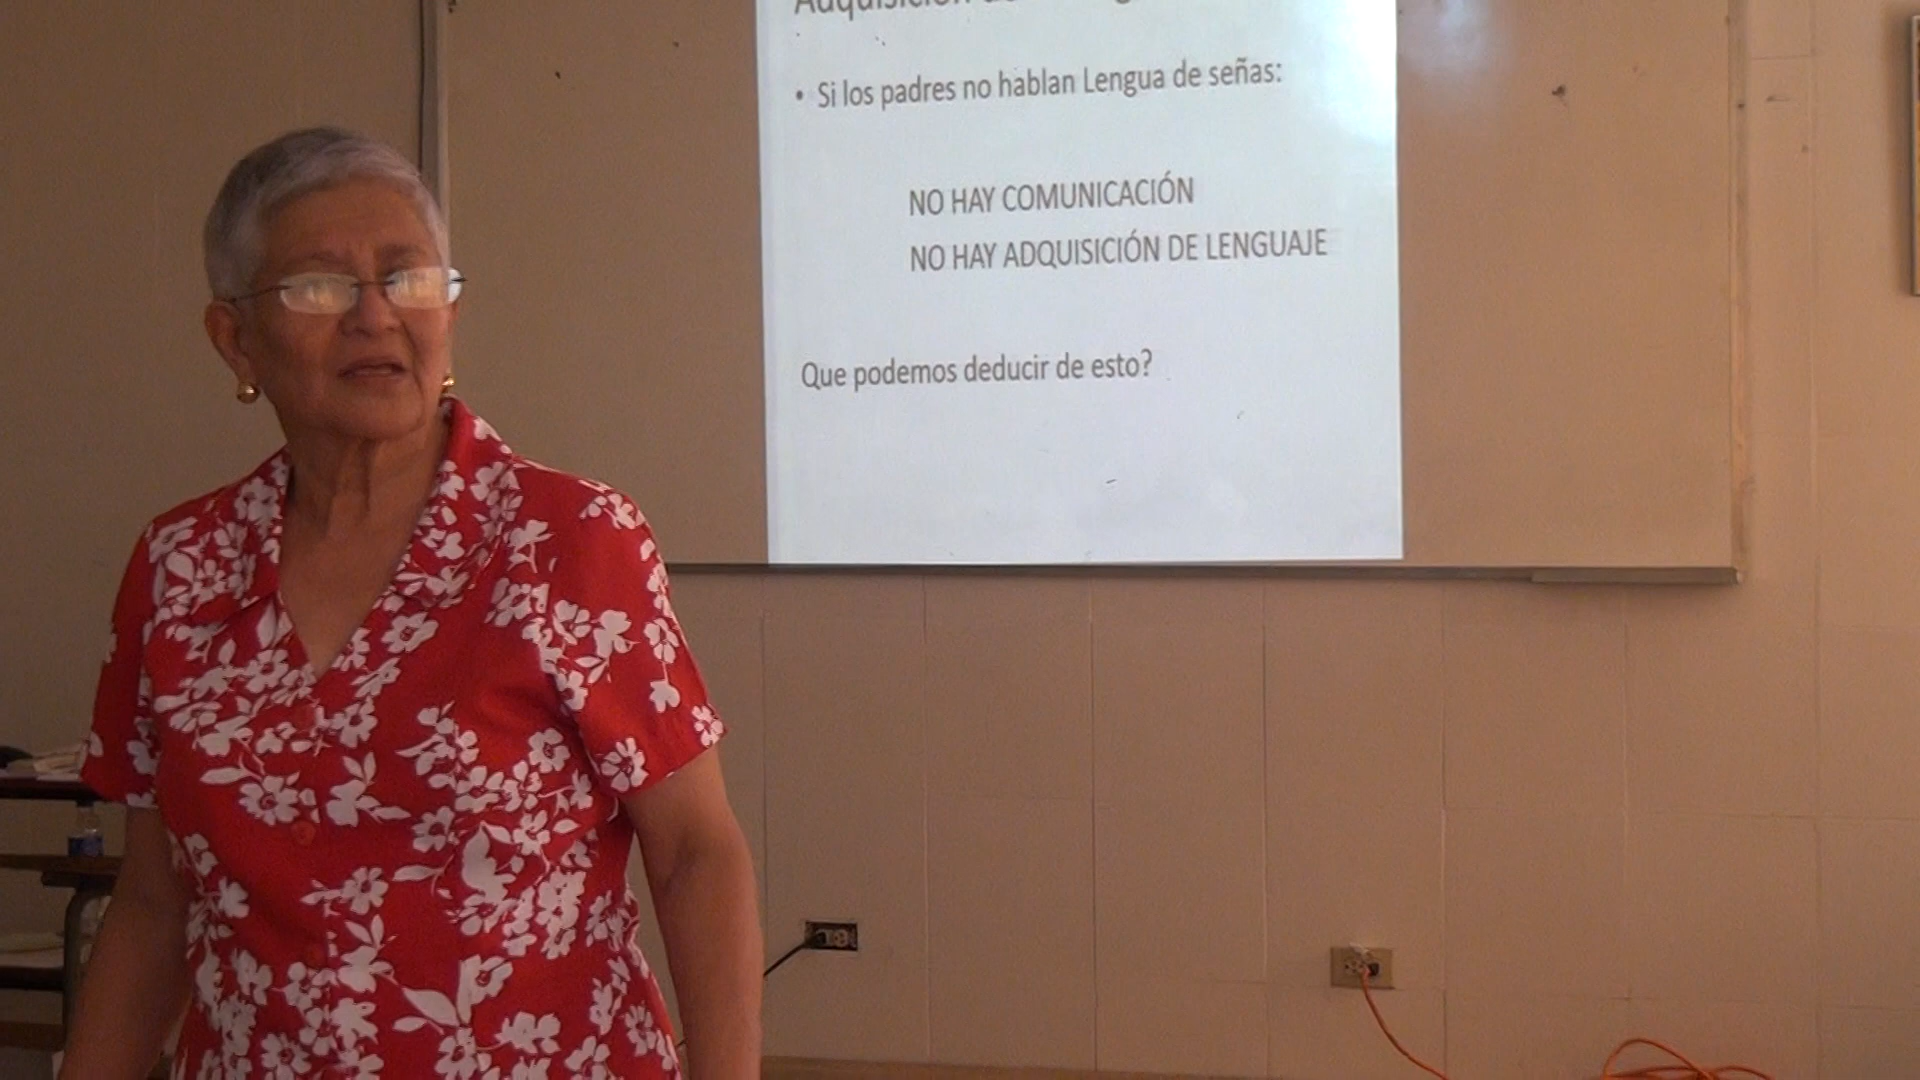 • Si los padres no hablan Lengua de señas:
NO HAY COMUNICACIÓN
NO HAY ADQUISICIÓN DE LENGUAJE
Que podemos deducir de esto?